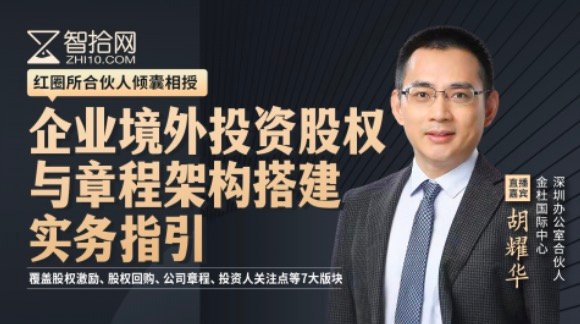 智拾网
ZHI10.COM
红圈所合伙人倾囊相授
企业境外投资股权
与章程架构搭建
实务指引
覆盖股权激励、股权回购、公司章程、投资人关注点等7大版块
直播嘉宾
胡耀华
金杜国际中心
深圳办公室合伙人